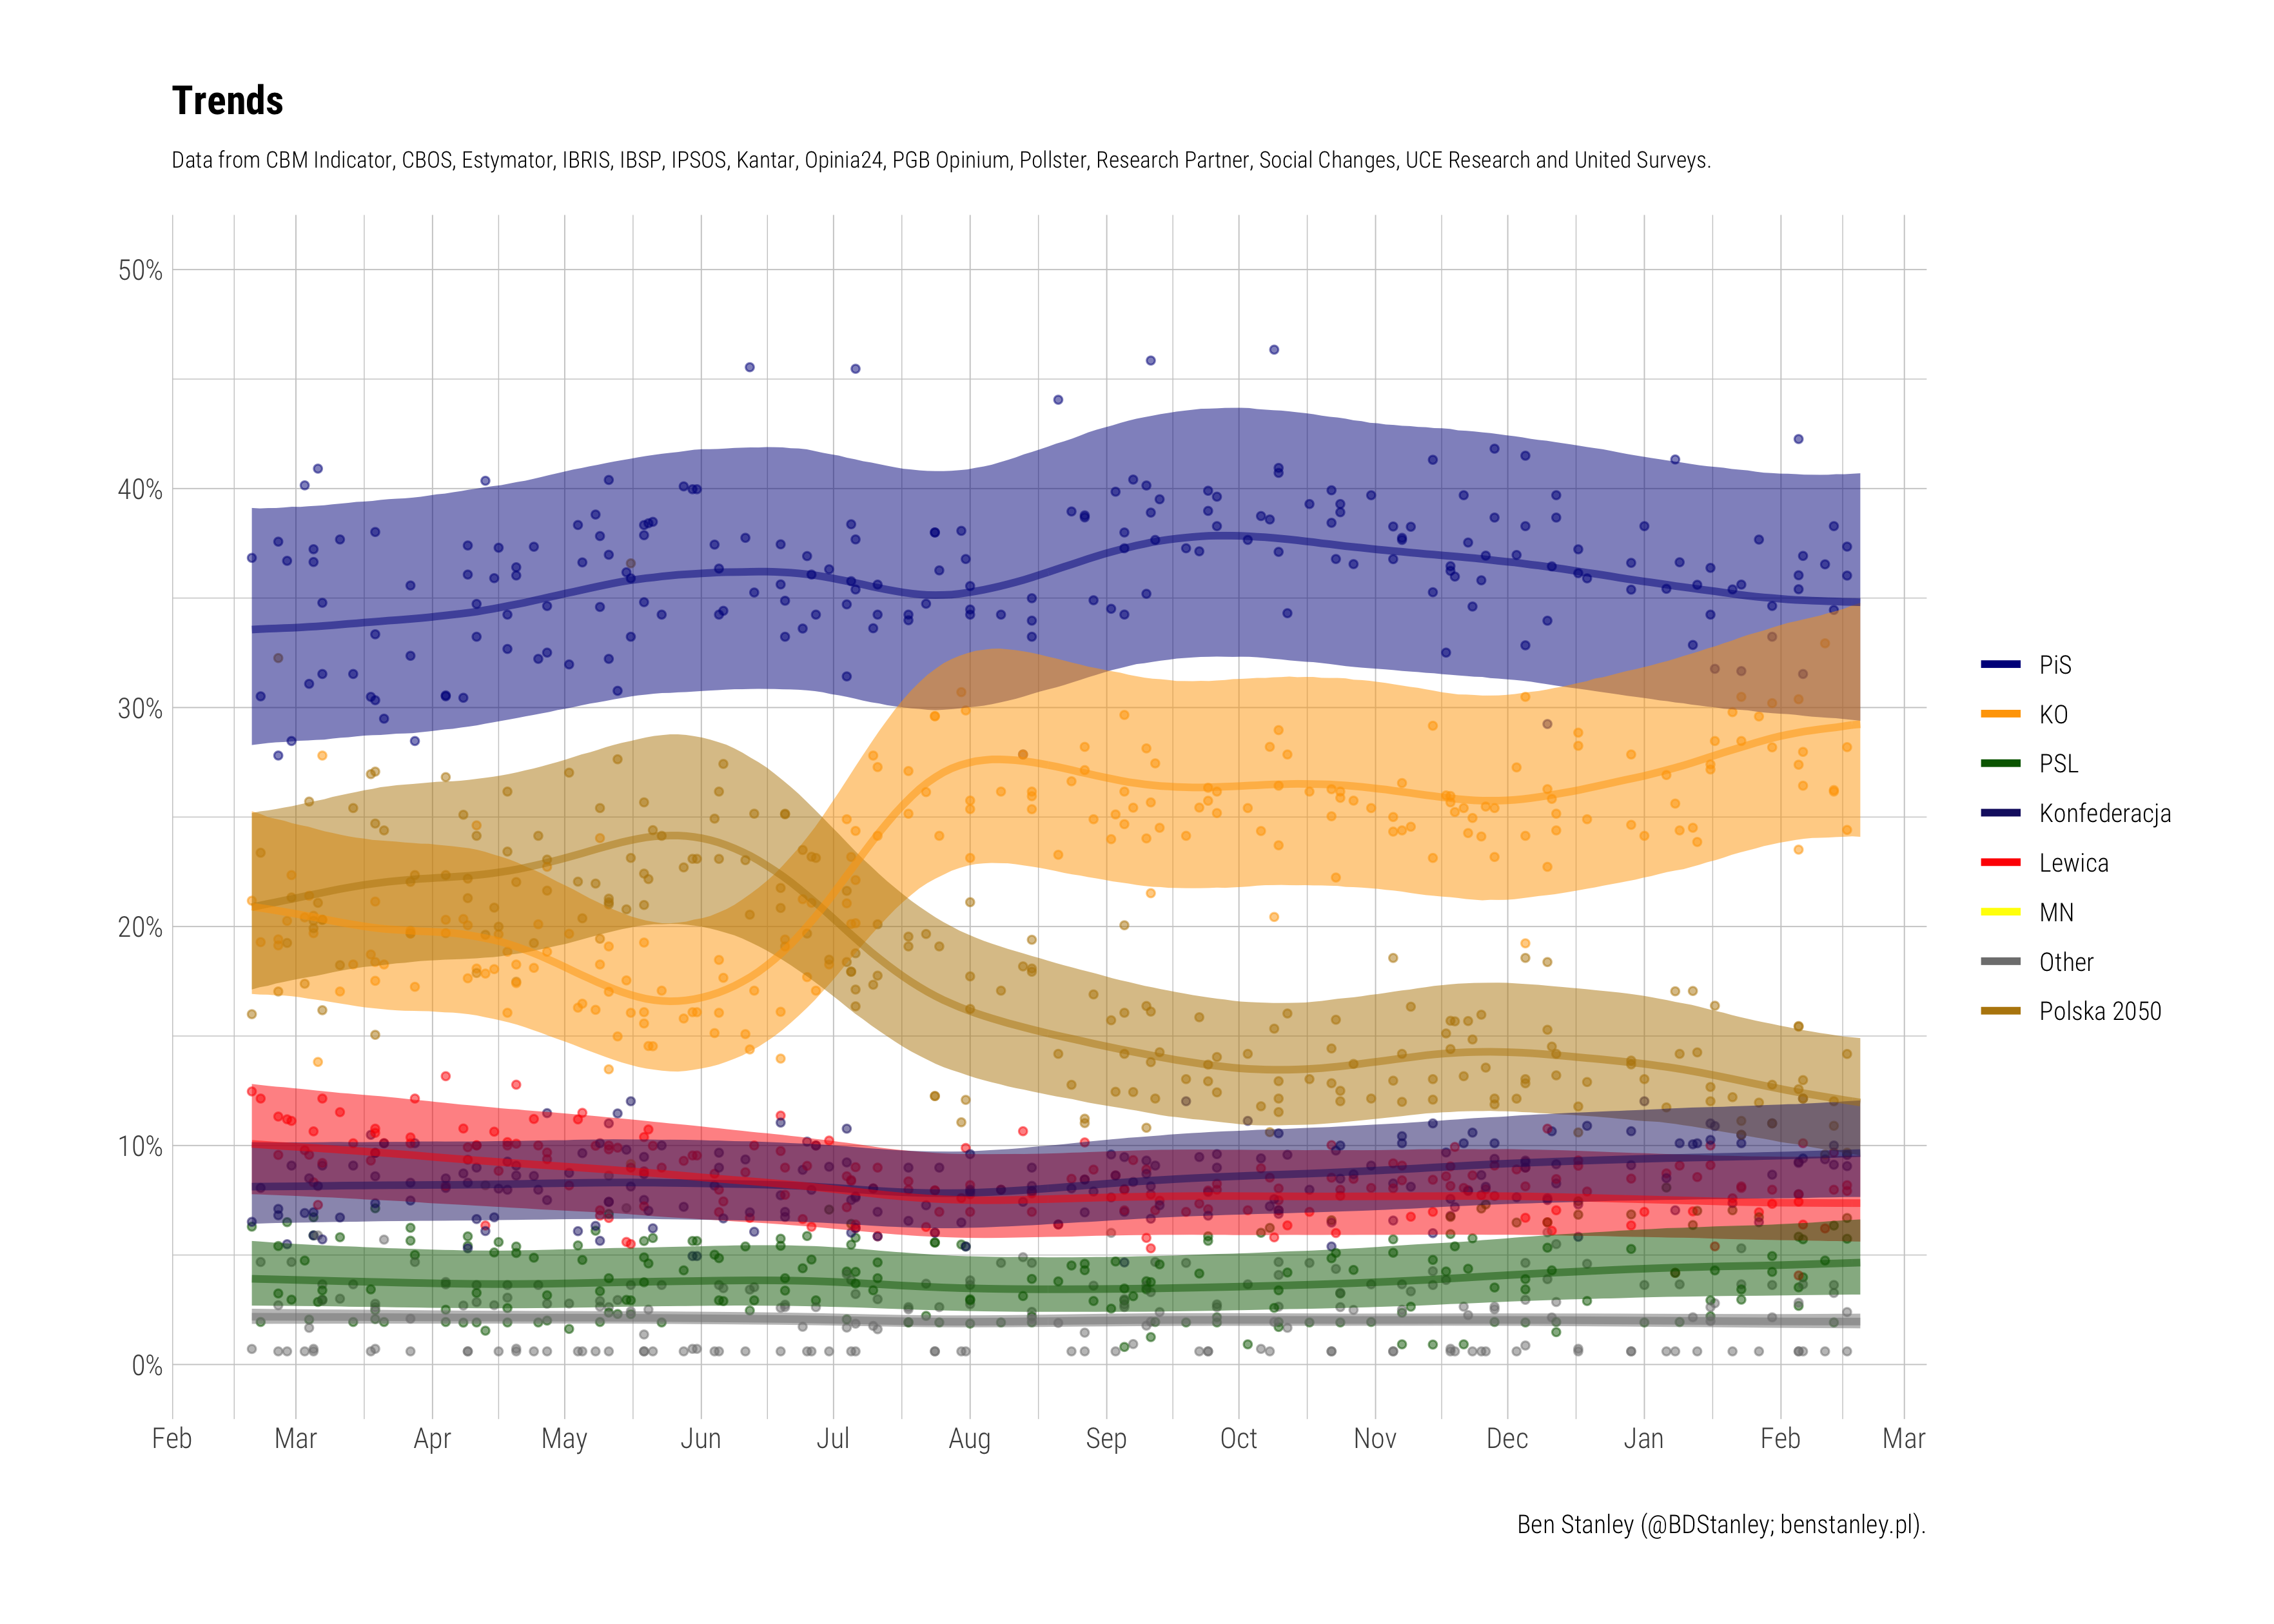 Trends
Data from CBM Indicator, CBOS, Estymator, IBRIS, IBSP, IPSOS, Kantar, Opinia24, PGB Opinium, Pollster, Research Partner, Social Changes, UCE Research and United Surveys.
50%
40%
30%
20%
10%
0%
Feb Mar Apr May Jun Jul Aug Sep Oct Nov Dec Jan Feb Mar
PiS
KO
PSL
Konfederacja
Lewica
MN
Other
Polska 2050
Ben Stanley (@BDStanley; benstanley.pl).